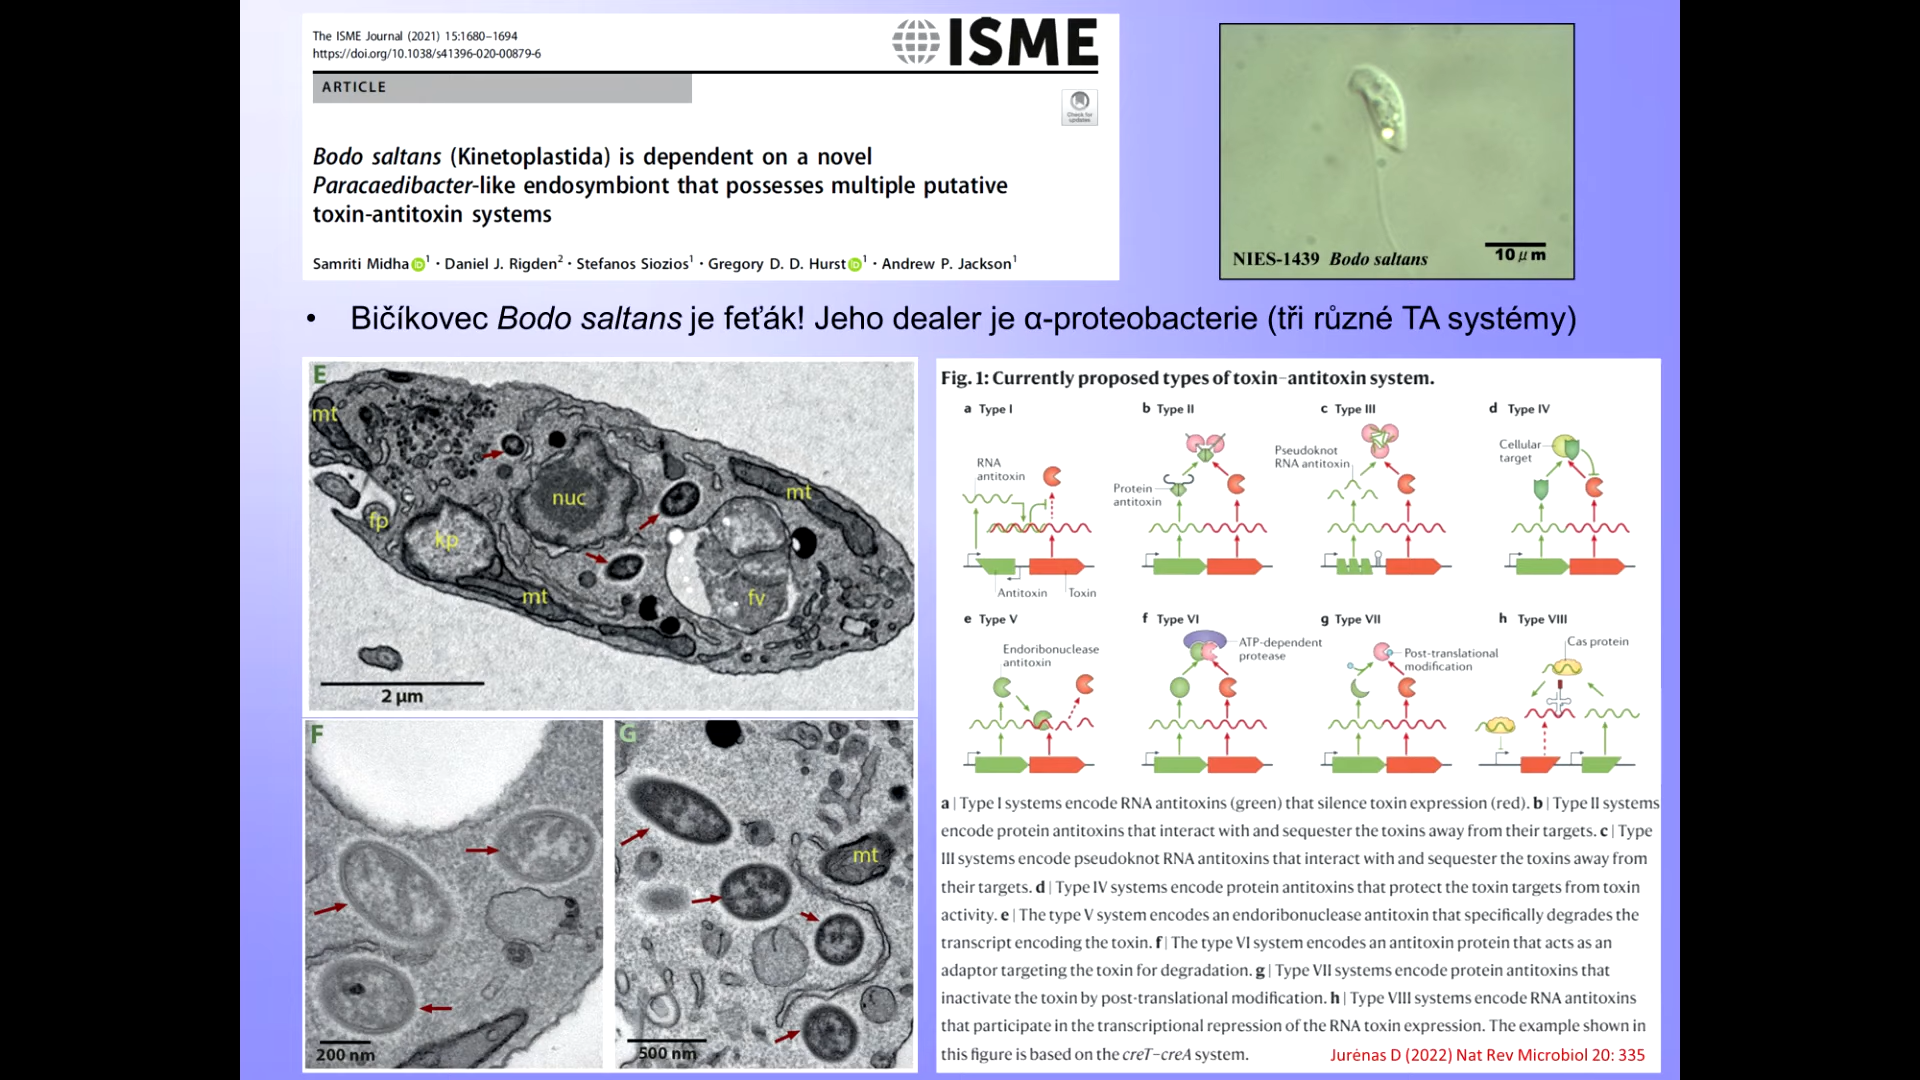 The ISME Journal (2021) 15:1680–1694
https://doi.org/10.1038/s41396-020-00879-6
ISME
ARTICLE
Check for
updates
Bodo saltans (Kinetoplastida) is dependent on a novel
Paracaedibacter-like endosymbiont that possesses multiple putative
toxin-antitoxin systems
Samriti Midha iD 1 · Daniel J. Rigden2 · Stefanos Siozios1 · Gregory D. D. Hurst iD 1 · Andrew P. Jackson1
NIES-1439 Bodo saltans
10 μm
• Bičíkovec Bodo saltans je feťák! Jeho dealer je α-proteobacterie (tři různé TA systémy)
E
mt
nuc
mt
fp
kp
mt
fv
2 μm
F
200 nm
G
mt
500 nm
Fig. 1: Currently proposed types of toxin–antitoxin system.
a Type I
b Type II
c Type III
d Type IV
RNA
antitoxin
Protein
antitoxin
Pseudoknot
RNA antitoxin
Cellular
target
Antitoxin
Toxin
e Type V
f Type VI
g Type VII
h Type VIII
Endoribonuclease
antitoxin
ATP-dependent
protease
Post-translational
modification
Cas protein
a | Type I systems encode RNA antitoxins (green) that silence toxin expression (red). b | Type II systems
encode protein antitoxins that interact with and sequester the toxins away from their targets. c | Type
III systems encode pseudoknot RNA antitoxins that interact with and sequester the toxins away from
their targets. d | Type IV systems encode protein antitoxins that protect the toxin targets from toxin
activity. e | The type V system encodes an endoribonuclease antitoxin that specifically degrades the
transcript encoding the toxin. f | The type VI system encodes an antitoxin protein that acts as an
adaptor targeting the toxin for degradation. g | Type VII systems encode protein antitoxins that
inactivate the toxin by post-translational modification. h | Type VIII systems encode RNA antitoxins
that participate in the transcriptional repression of the RNA toxin expression. The example shown in
this figure is based on the creT–creA system.
Jurėnas D (2022) Nat Rev Microbiol 20: 335